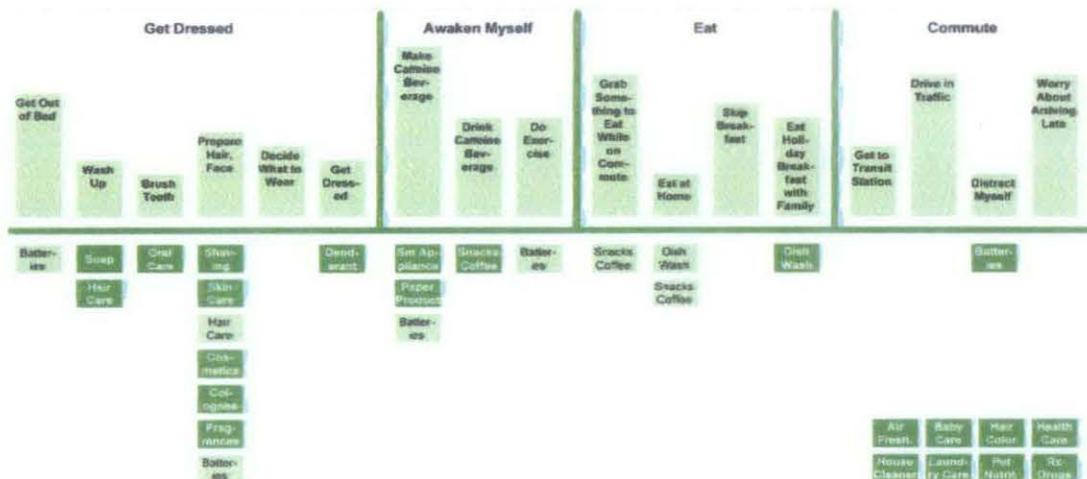 Get Dressed
Awaken Myself
Eat
Commute
Get Out
of Bed
Wash
Up
Brush
Teeth
Prepare
Hair,
Face
Decide
What to
Wear
Get
Dress-
ed
Make
Caffeine
Bev-
erage
Drink
Caffeine
Bev-
erage
Do
Exer-
cise
Grab
Some-
thing to
Eat
While
on
Com-
mute
Eat at
Home
Skip
Break-
fast
Eat
Holi-
day
Break-
fast
with
Family
Get to
Transit
Station
Drive in
Traffic
Distract
Myself
Worry
About
Arriving
Late
Batter-
ies
Soap
Hair
Care
Oral
Care
Shav-
ing
Skin
Care
Hair
Care
Cos-
metics
Col-
ognes
Frag-
rances
Batter-
ies
Deod-
arant
Sm Ap-
pliance
Paper
Product
Batter-
ies
Snacks
Coffee
Batter-
ies
Snacks
Coffee
Dish
Wash
Snacks
Coffee
Dish
Wash
Batter-
ies
Air
Fresh.
Baby
Care
Hair
Color
Health
Care
House
Cleaner
Laund-
ry Care
Pet
Nutrit.
Rx
Drugs